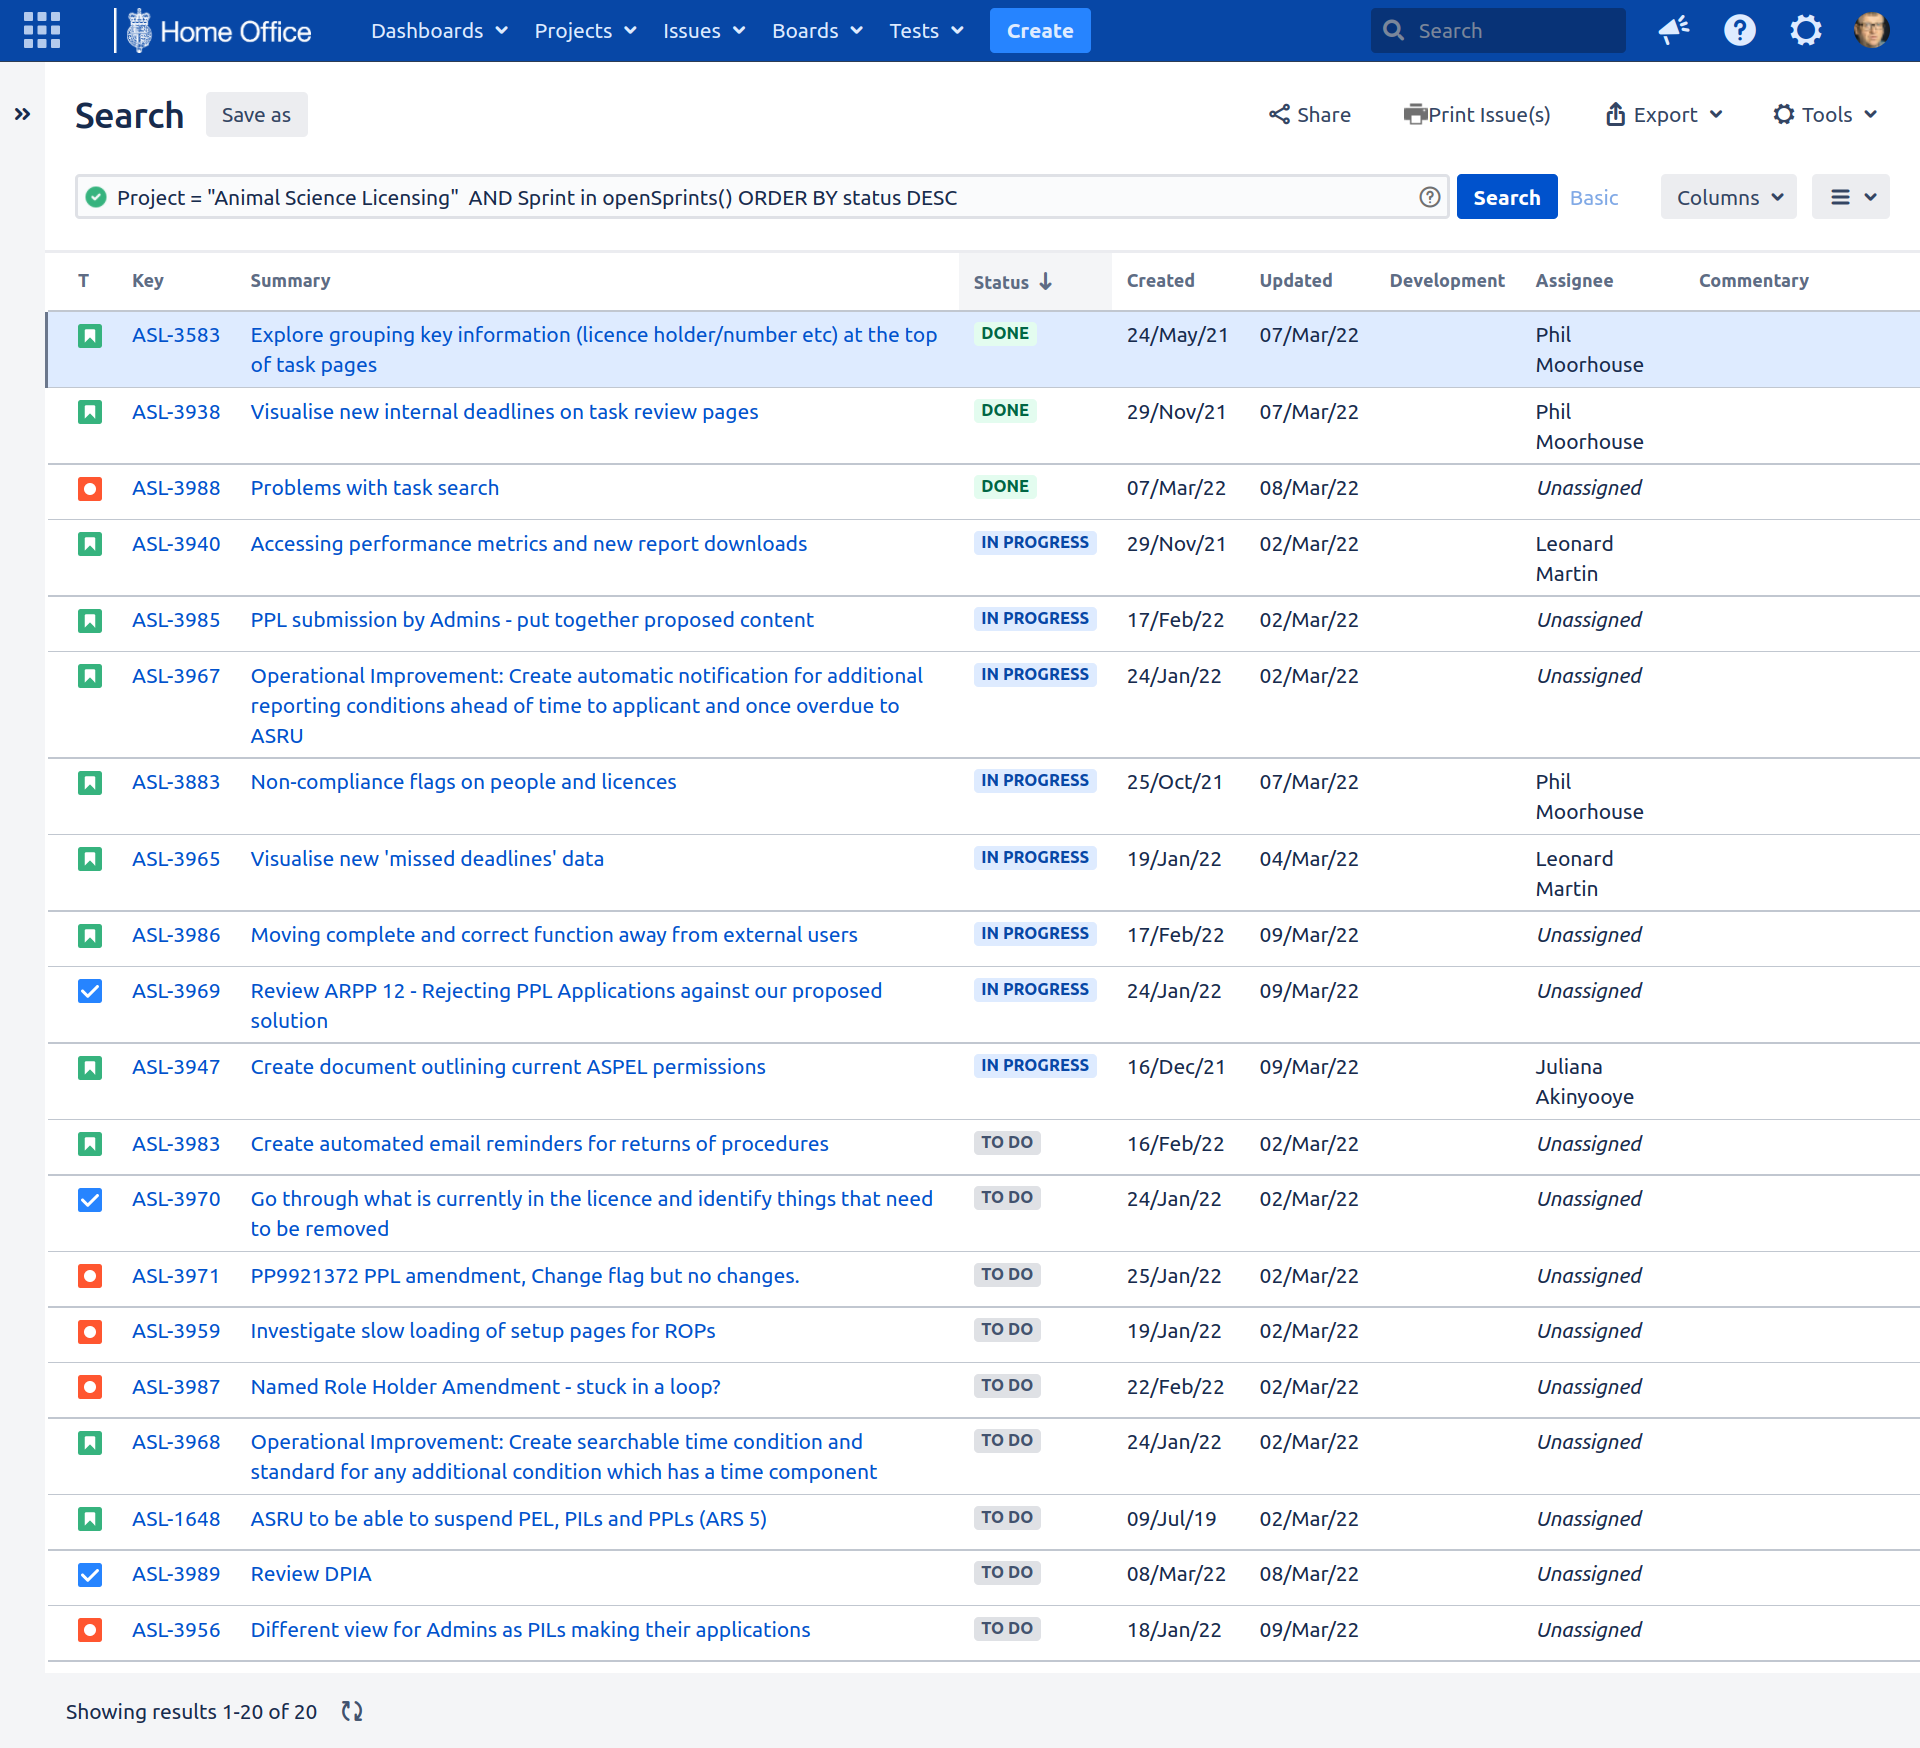 Home Office Dashboards Projects Issues Boards Tests Create Search
Search Save as Share Print Issue(s) Export Tools
Project = "Animal Science Licensing"  AND Sprint in openSprints() ORDER BY status DESC Search Basic Columns
T Key Summary Status Created Updated Development Assignee Commentary
ASL-3583 Explore grouping key information (licence holder/number etc) at the top DONE 24/May/21 07/Mar/22 Phil
of task pages Moorhouse
ASL-3938 Visualise new internal deadlines on task review pages DONE 29/Nov/21 07/Mar/22 Phil
Moorhouse
ASL-3988 Problems with task search DONE 07/Mar/22 08/Mar/22 Unassigned
ASL-3940 Accessing performance metrics and new report downloads IN PROGRESS 29/Nov/21 02/Mar/22 Leonard
Martin
ASL-3985 PPL submission by Admins - put together proposed content IN PROGRESS 17/Feb/22 02/Mar/22 Unassigned
ASL-3967 Operational Improvement: Create automatic notification for additional IN PROGRESS 24/Jan/22 02/Mar/22 Unassigned
reporting conditions ahead of time to applicant and once overdue to
ASRU
ASL-3883 Non-compliance flags on people and licences IN PROGRESS 25/Oct/21 07/Mar/22 Phil
Moorhouse
ASL-3965 Visualise new 'missed deadlines' data IN PROGRESS 19/Jan/22 04/Mar/22 Leonard
Martin
ASL-3986 Moving complete and correct function away from external users IN PROGRESS 17/Feb/22 09/Mar/22 Unassigned
ASL-3969 Review ARPP 12 - Rejecting PPL Applications against our proposed IN PROGRESS 24/Jan/22 09/Mar/22 Unassigned
solution
ASL-3947 Create document outlining current ASPEL permissions IN PROGRESS 16/Dec/21 09/Mar/22 Juliana
Akinyooye
ASL-3983 Create automated email reminders for returns of procedures TO DO 16/Feb/22 02/Mar/22 Unassigned
ASL-3970 Go through what is currently in the licence and identify things that need TO DO 24/Jan/22 02/Mar/22 Unassigned
to be removed
ASL-3971 PP9921372 PPL amendment, Change flag but no changes. TO DO 25/Jan/22 02/Mar/22 Unassigned
ASL-3959 Investigate slow loading of setup pages for ROPs TO DO 19/Jan/22 02/Mar/22 Unassigned
ASL-3987 Named Role Holder Amendment - stuck in a loop? TO DO 22/Feb/22 02/Mar/22 Unassigned
ASL-3968 Operational Improvement: Create searchable time condition and TO DO 24/Jan/22 02/Mar/22 Unassigned
standard for any additional condition which has a time component
ASL-1648 ASRU to be able to suspend PEL, PILs and PPLs (ARS 5) TO DO 09/Jul/19 02/Mar/22 Unassigned
ASL-3989 Review DPIA TO DO 08/Mar/22 08/Mar/22 Unassigned
ASL-3956 Different view for Admins as PILs making their applications TO DO 18/Jan/22 09/Mar/22 Unassigned
Showing results 1-20 of 20